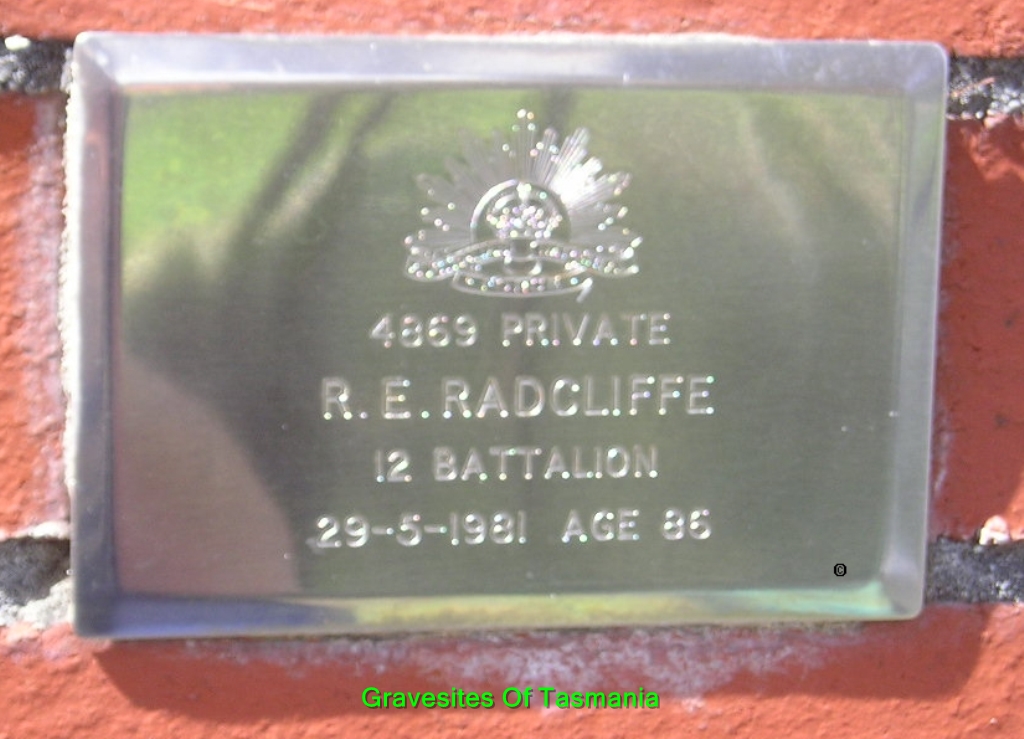 4869 PRIVATE
R. E. RADCLIFFE
12 BATTALION
29-5-1981 AGE 86
©
Gravesites Of Tasmania